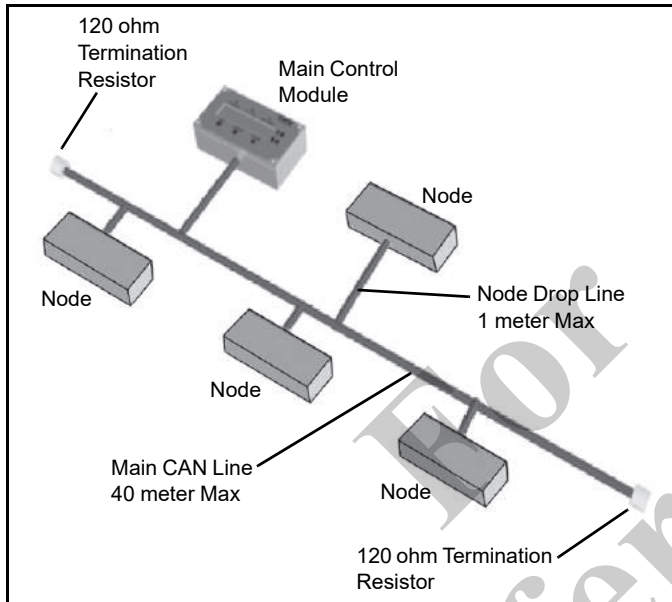 120 ohm
Termination
Resistor
Main Control
Module
Node
Node
Node Drop Line
1 meter Max
Node
Main CAN Line
40 meter Max
Node
120 ohm Termination
Resistor
For